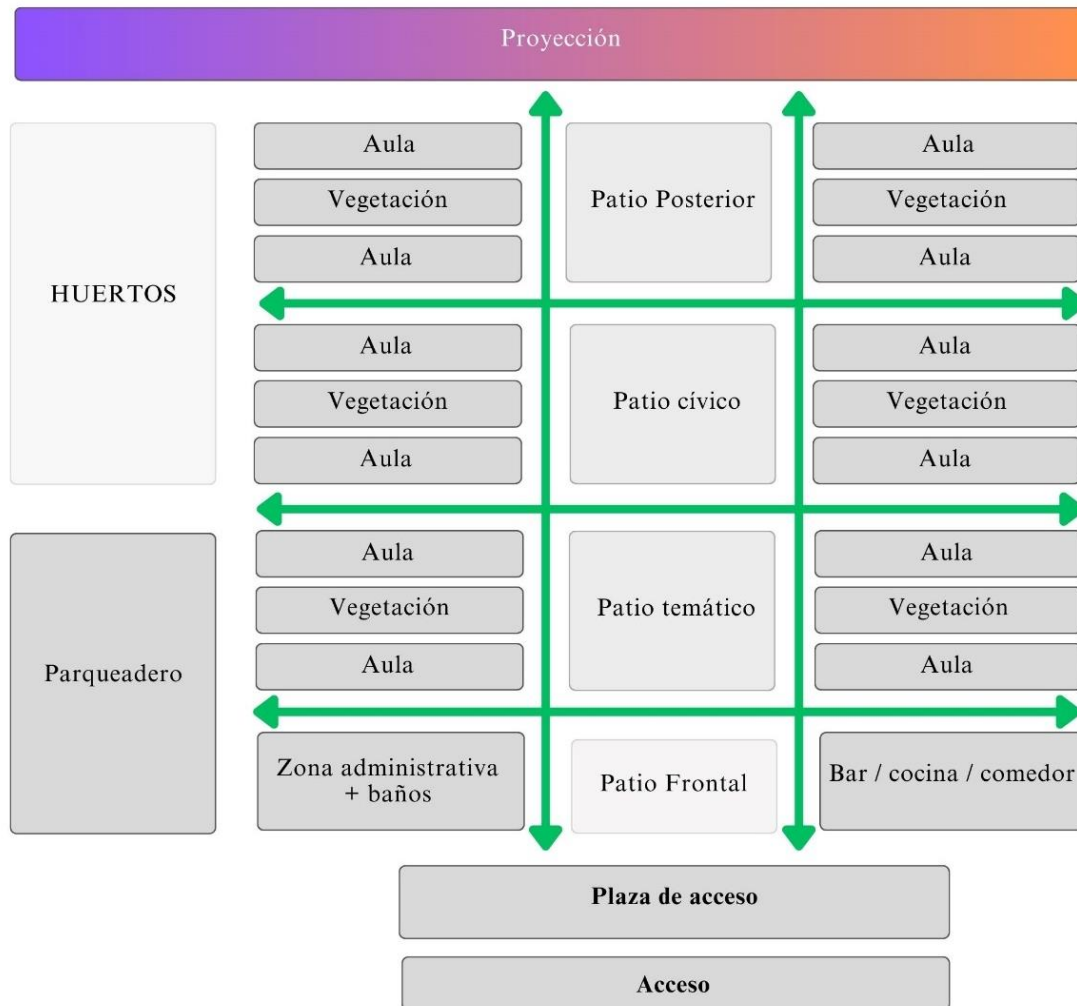 Proyección
Aula
Aula
Vegetación
Patio Posterior
Vegetación
Aula
Aula
HUERTOS
Aula
Aula
Vegetación
Patio cívico
Vegetación
Aula
Aula
Aula
Aula
Vegetación
Patio temático
Vegetación
Parqueadero
Aula
Aula
Zona administrativa
+ baños
Patio Frontal
Bar / cocina / comedor
Plaza de acceso
Acceso